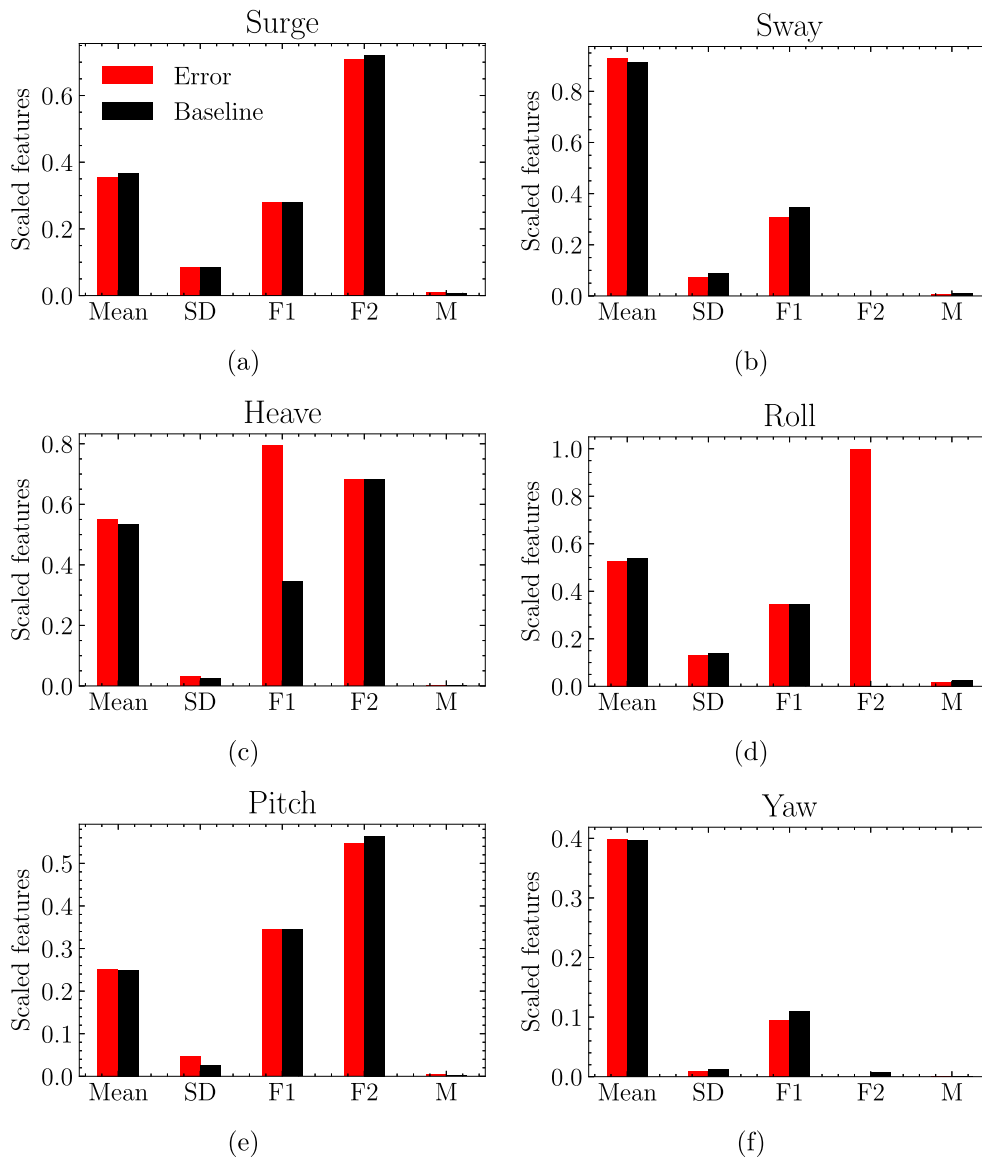 Surge
Scaled features
0.6
0.4
0.2
0.0
Error
Baseline
Mean SD F1 F2 M
(a)
Sway
Scaled features
0.8
0.6
0.4
0.2
0.0
Mean SD F1 F2 M
(b)
Heave
Scaled features
0.8
0.6
0.4
0.2
0.0
Mean SD F1 F2 M
(c)
Roll
Scaled features
1.0
0.8
0.6
0.4
0.2
0.0
Mean SD F1 F2 M
(d)
Pitch
Scaled features
0.5
0.4
0.3
0.2
0.1
0.0
Mean SD F1 F2 M
(e)
Yaw
Scaled features
0.4
0.3
0.2
0.1
0.0
Mean SD F1 F2 M
(f)